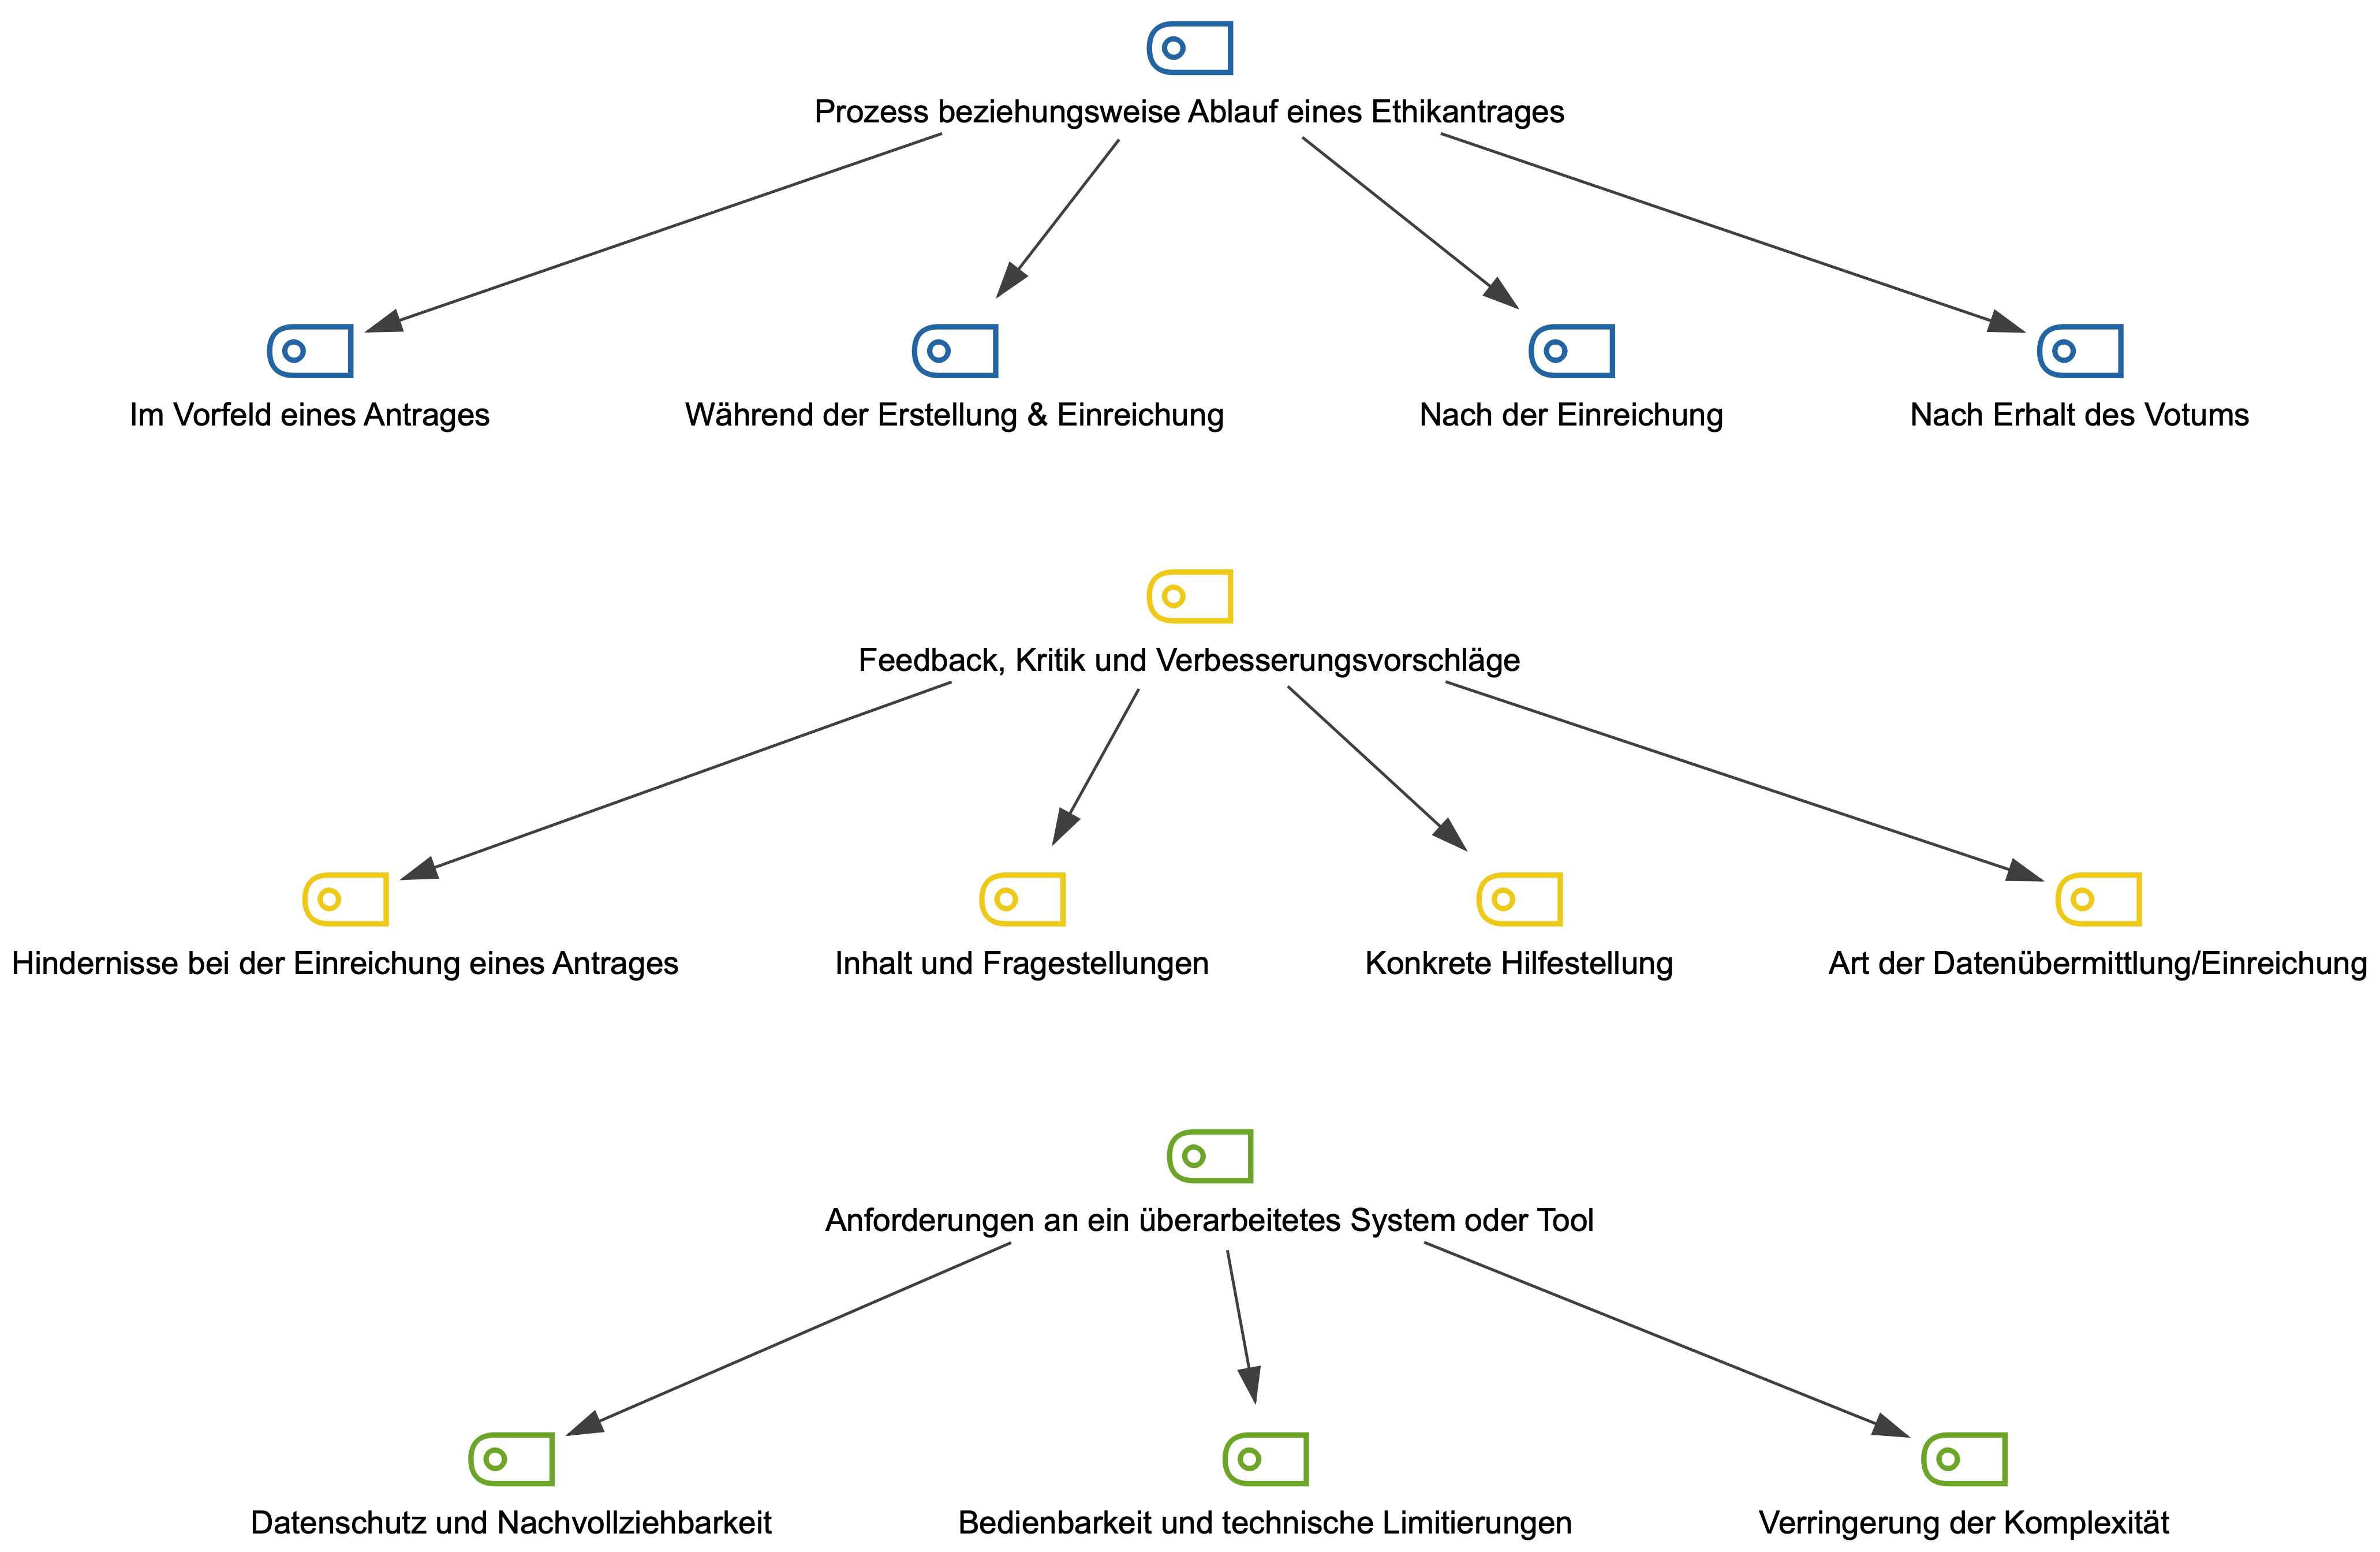 Prozess beziehungsweise Ablauf eines Ethikantrages
Im Vorfeld eines Antrages
Während der Erstellung & Einreichung
Nach der Einreichung
Nach Erhalt des Votums
Feedback, Kritik und Verbesserungsvorschläge
Hindernisse bei der Einreichung eines Antrages
Inhalt und Fragestellungen
Konkrete Hilfestellung
Art der Datenübermittlung/Einreichung
Anforderungen an ein überarbeitetes System oder Tool
Datenschutz und Nachvollziehbarkeit
Bedienbarkeit und technische Limitierungen
Verringerung der Komplexität